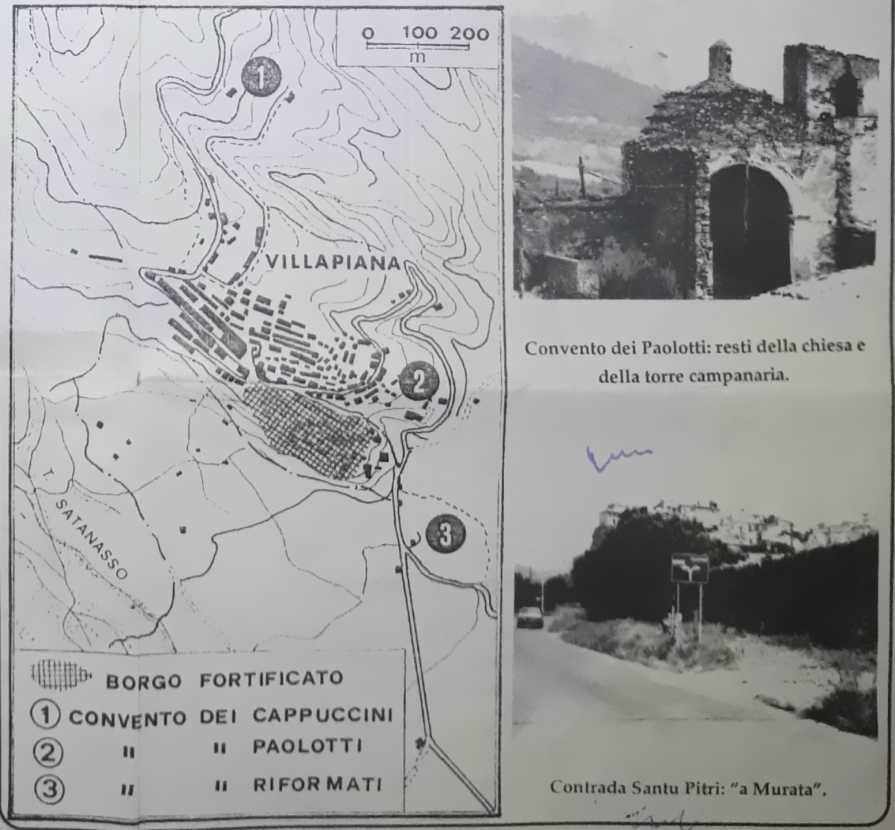 0 100 200
m
1
VILLAPIANA
2
SATANASSO
3
BORGO FORTIFICATO
1 CONVENTO DEI CAPPUCCINI
2 " " PAOLOTTI
3 " " RIFORMATI
Convento dei Paolotti: resti della chiesa e
della torre campanaria.
Contrada Santu Pitri: "a Murata".